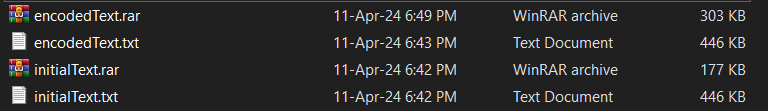 encodedText.rar 11-Apr-24 6:49 PM WinRAR archive 303 KB
encodedText.txt 11-Apr-24 6:43 PM Text Document 446 KB
initialText.rar 11-Apr-24 6:42 PM WinRAR archive 177 KB
initialText.txt 11-Apr-24 6:42 PM Text Document 446 KB